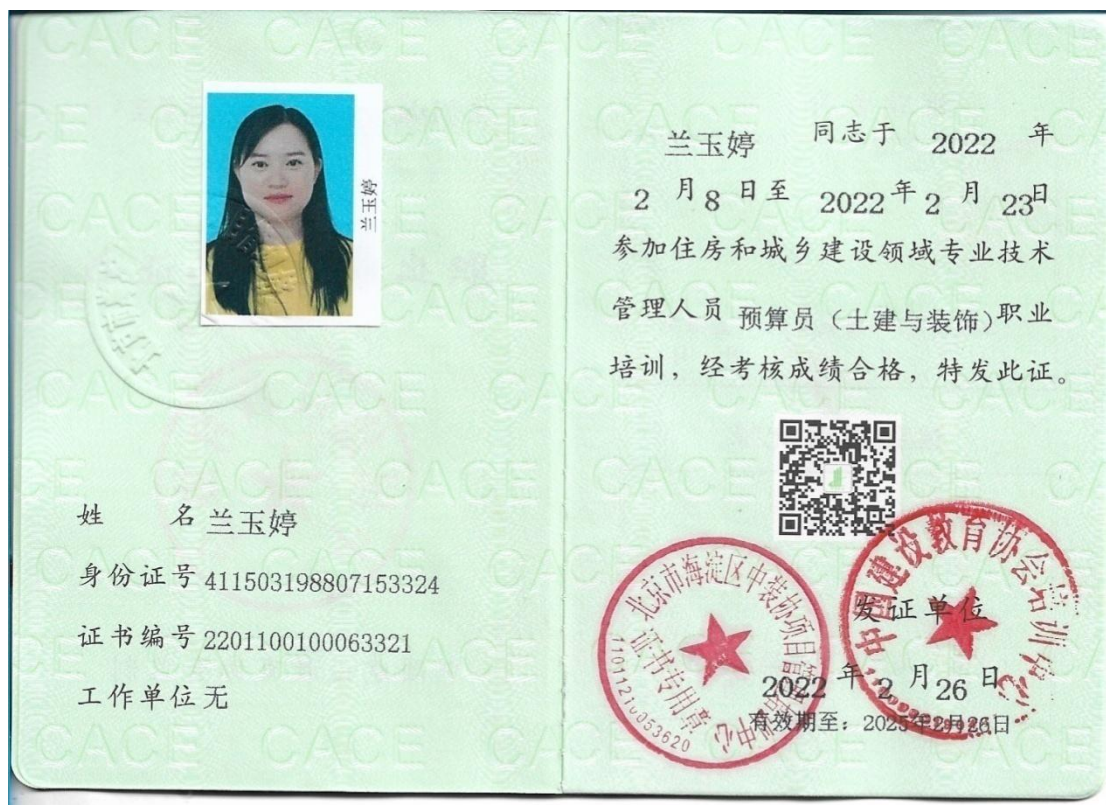 兰玉婷
姓 名 兰玉婷
身份证号 411503198807153324
证书编号 2201100100063321
工作单位 无
兰玉婷 同志于 2022 年
2 月 8 日至 2022 年 2 月 23日
参加住房和城乡建设领域专业技术
管理人员 预算员（土建与装饰）职业
培训，经考核成绩合格，特发此证。
中国建设教育协会培训中心
北京市海淀区中装协项目管理
中心
证书专用章
发证单位
2022 年 2 月 26 日
有效期至：2025年2月26日
CACE